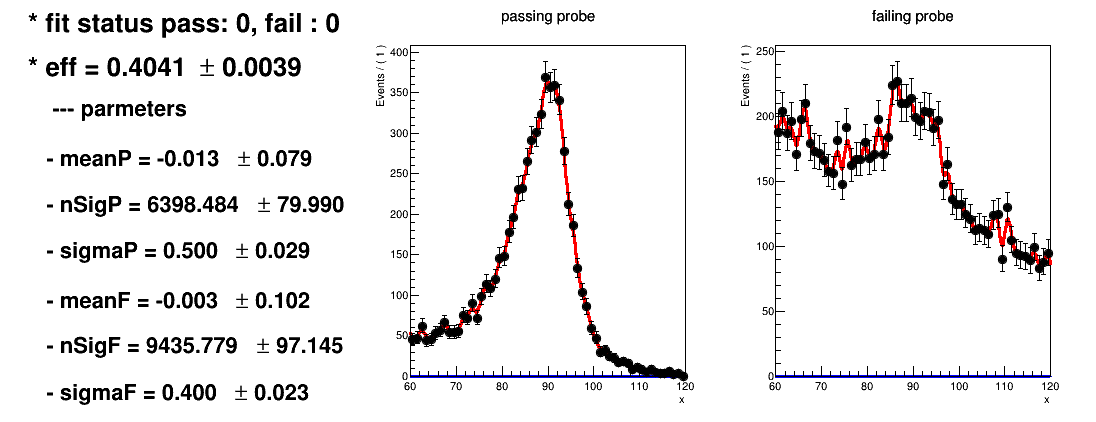 * fit status pass: 0, fail : 0
* eff = 0.4041 ± 0.0039
--- parmeters
- meanP = -0.013 ± 0.079
- nSigP = 6398.484 ± 79.990
- sigmaP = 0.500 ± 0.029
- meanF = -0.003 ± 0.102
- nSigF = 9435.779 ± 97.145
- sigmaF = 0.400 ± 0.023
passing probe
Events / ( 1 )
400
350
300
250
200
150
100
50
0
60 70 80 90 100 110 120
x
failing probe
Events / ( 1 )
250
200
150
100
50
0
60 70 80 90 100 110 120
x